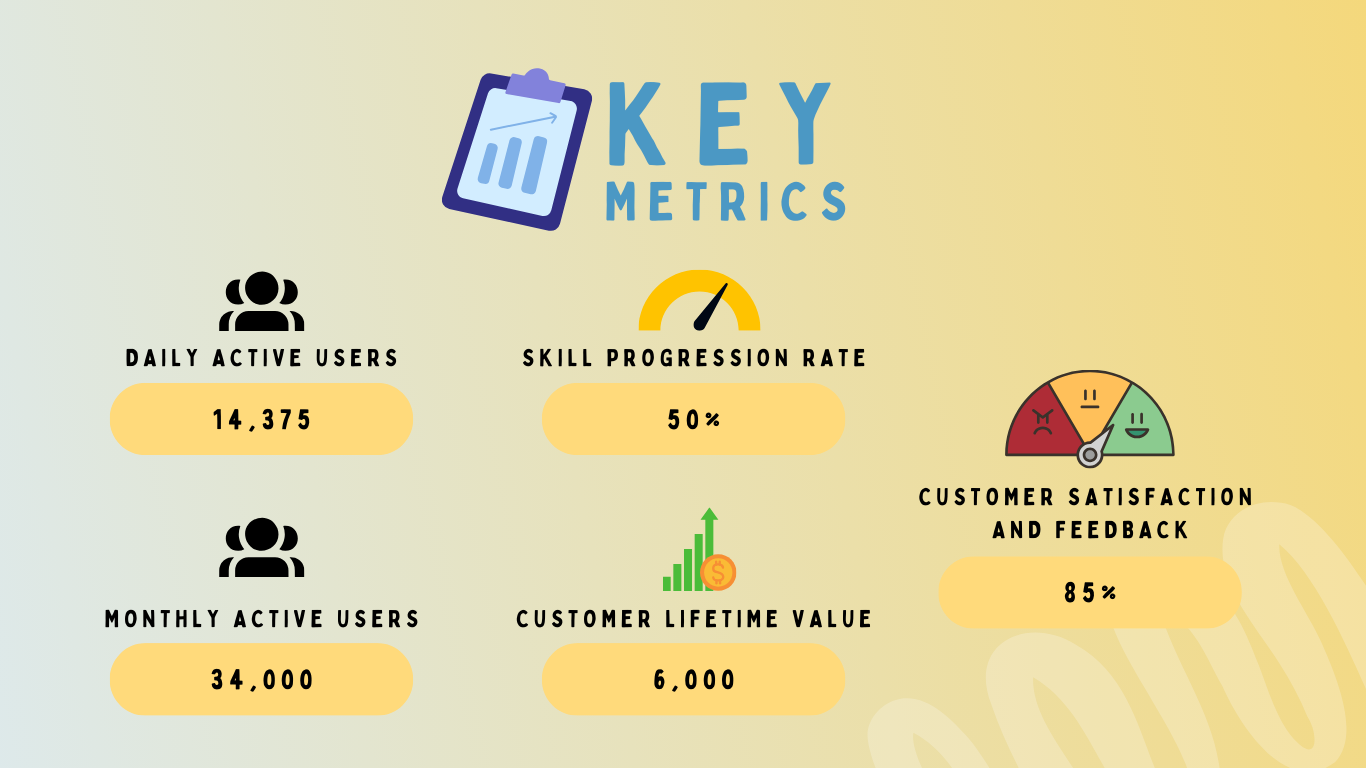 KEY
METRICS
DAILY ACTIVE USERS
14,375
SKILL PROGRESSION RATE
50%
MONTHLY ACTIVE USERS
34,000
$
CUSTOMER LIFETIME VALUE
6,000
CUSTOMER SATISFACTION
AND FEEDBACK
85%